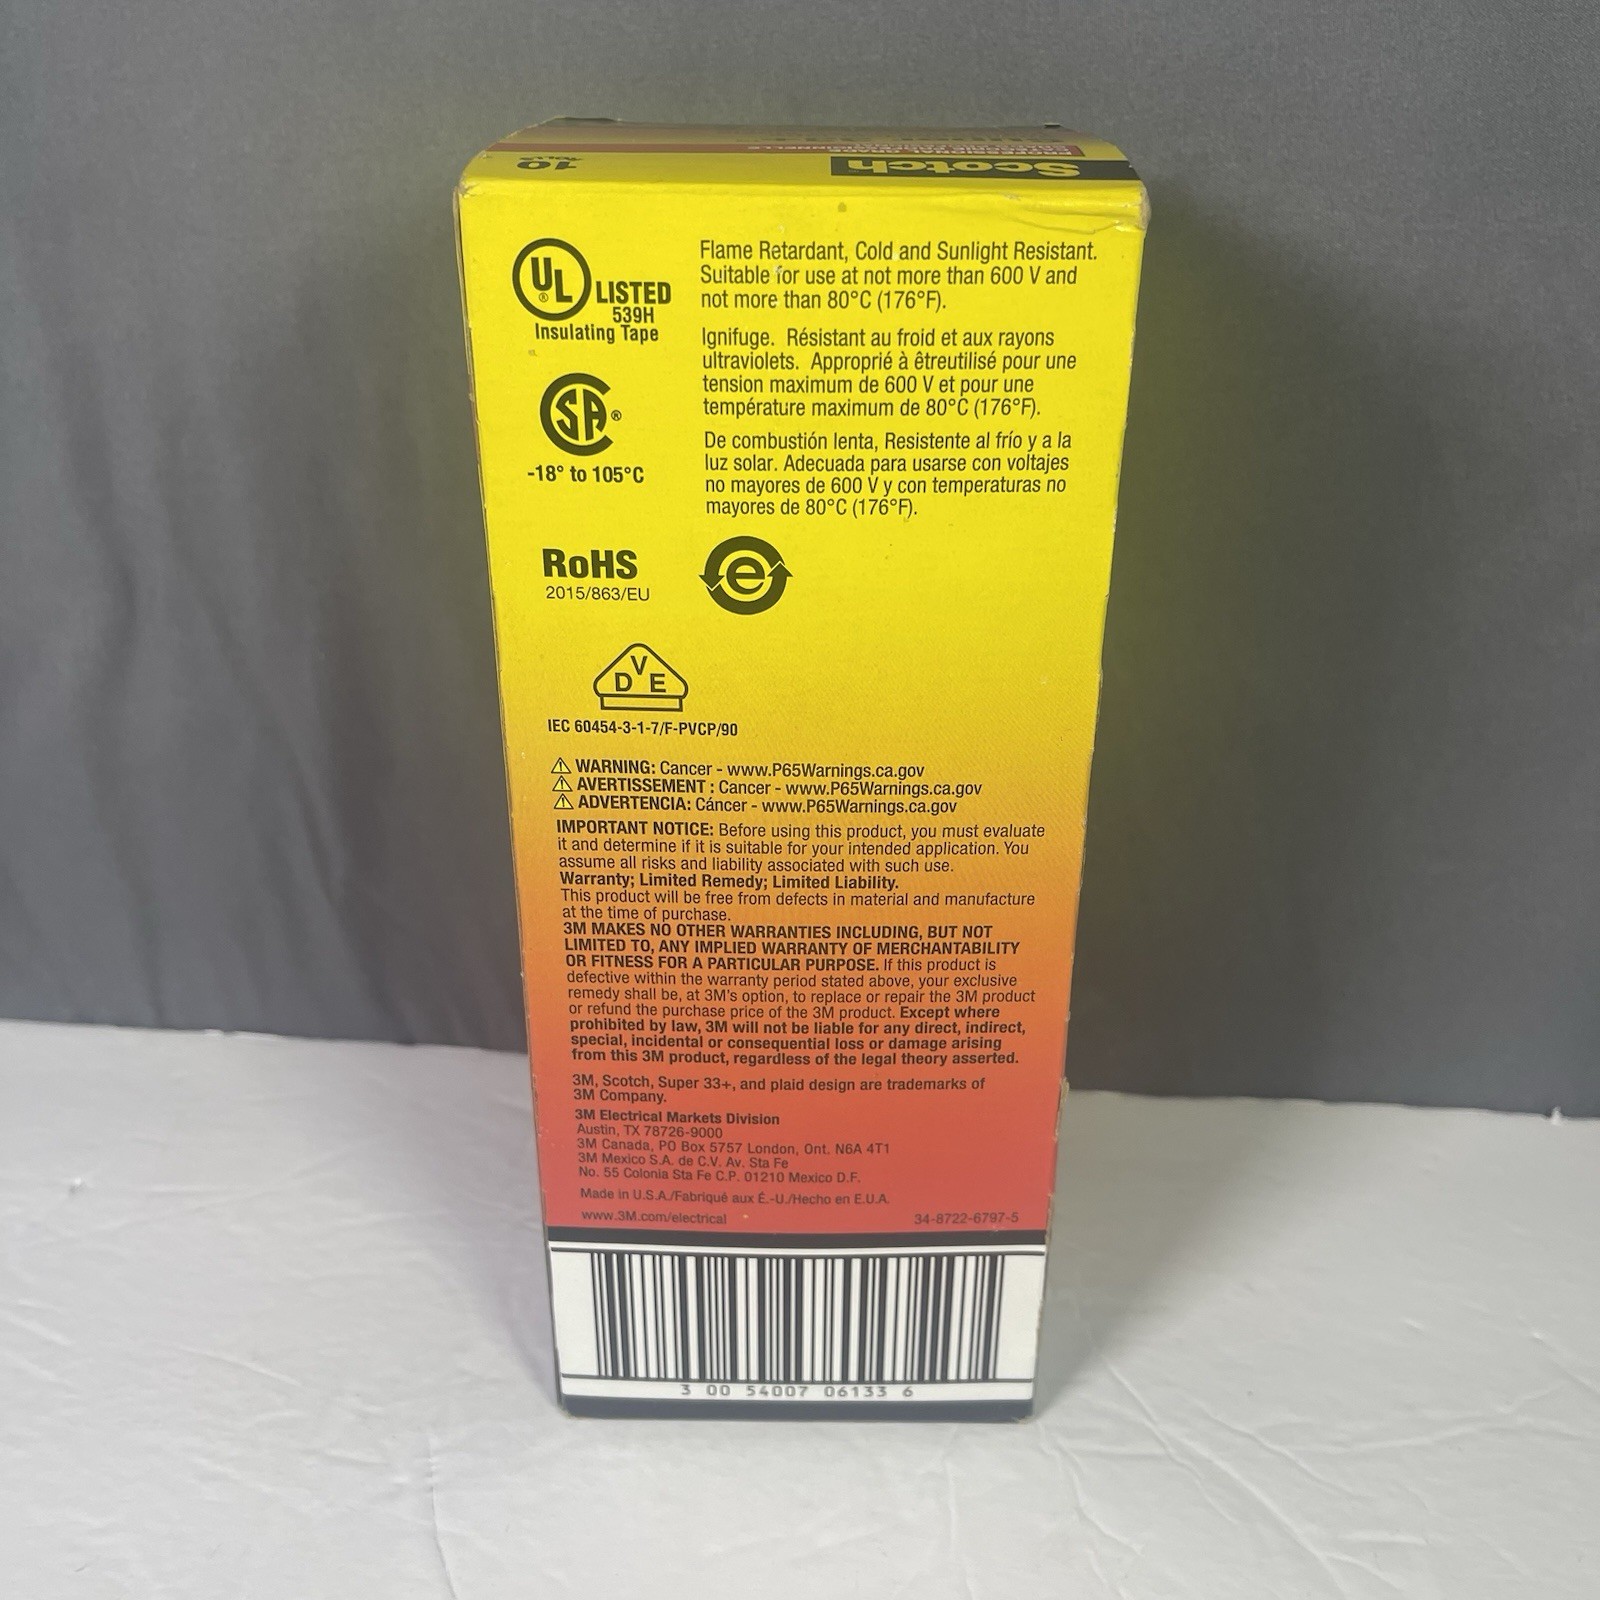 Scotch
10
PROFESSIONAL GRADE
UL
®
LISTED
539H
Insulating Tape
Flame Retardant, Cold and Sunlight Resistant.
Suitable for use at not more than 600 V and
not more than 80°C (176°F).
Ignifuge. Résistant au froid et aux rayons
ultraviolets. Approprié à êtreutilisé pour une
tension maximum de 600 V et pour une
température maximum de 80°C (176°F).
SA®
-18° to 105°C
De combustión lenta, Resistente al frío y a la
luz solar. Adecuada para usarse con voltajes
no mayores de 600 V y con temperaturas no
mayores de 80°C (176°F).
RoHS
2015/863/EU
e
D V E
IEC 60454-3-1-7/F-PVCP/90
WARNING: Cancer - www.P65Warnings.ca.gov
AVERTISSEMENT : Cancer - www.P65Warnings.ca.gov
ADVERTENCIA: Cáncer - www.P65Warnings.ca.gov
IMPORTANT NOTICE: Before using this product, you must evaluate
it and determine if it is suitable for your intended application. You
assume all risks and liability associated with such use.
Warranty; Limited Remedy; Limited Liability.
This product will be free from defects in material and manufacture
at the time of purchase.
3M MAKES NO OTHER WARRANTIES INCLUDING, BUT NOT
LIMITED TO, ANY IMPLIED WARRANTY OF MERCHANTABILITY
OR FITNESS FOR A PARTICULAR PURPOSE. If this product is
defective within the warranty period stated above, your exclusive
remedy shall be, at 3M's option, to replace or repair the 3M product
or refund the purchase price of the 3M product. Except where
prohibited by law, 3M will not be liable for any direct, indirect,
special, incidental or consequential loss or damage arising
from this 3M product, regardless of the legal theory asserted.
3M, Scotch, Super 33+, and plaid design are trademarks of
3M Company.
3M Electrical Markets Division
Austin, TX 78726-9000
3M Canada, PO Box 5757 London, Ont. N6A 4T1
3M Mexico S.A. de C.V. Av. Sta Fe
No. 55 Colonia Sta Fe C.P. 01210 Mexico D.F.
Made in U.S.A./Fabriqué aux É.-U./Hecho en E.U.A.
www.3M.com/electrical 34-8722-6797-5
3 00 54007 06133 6